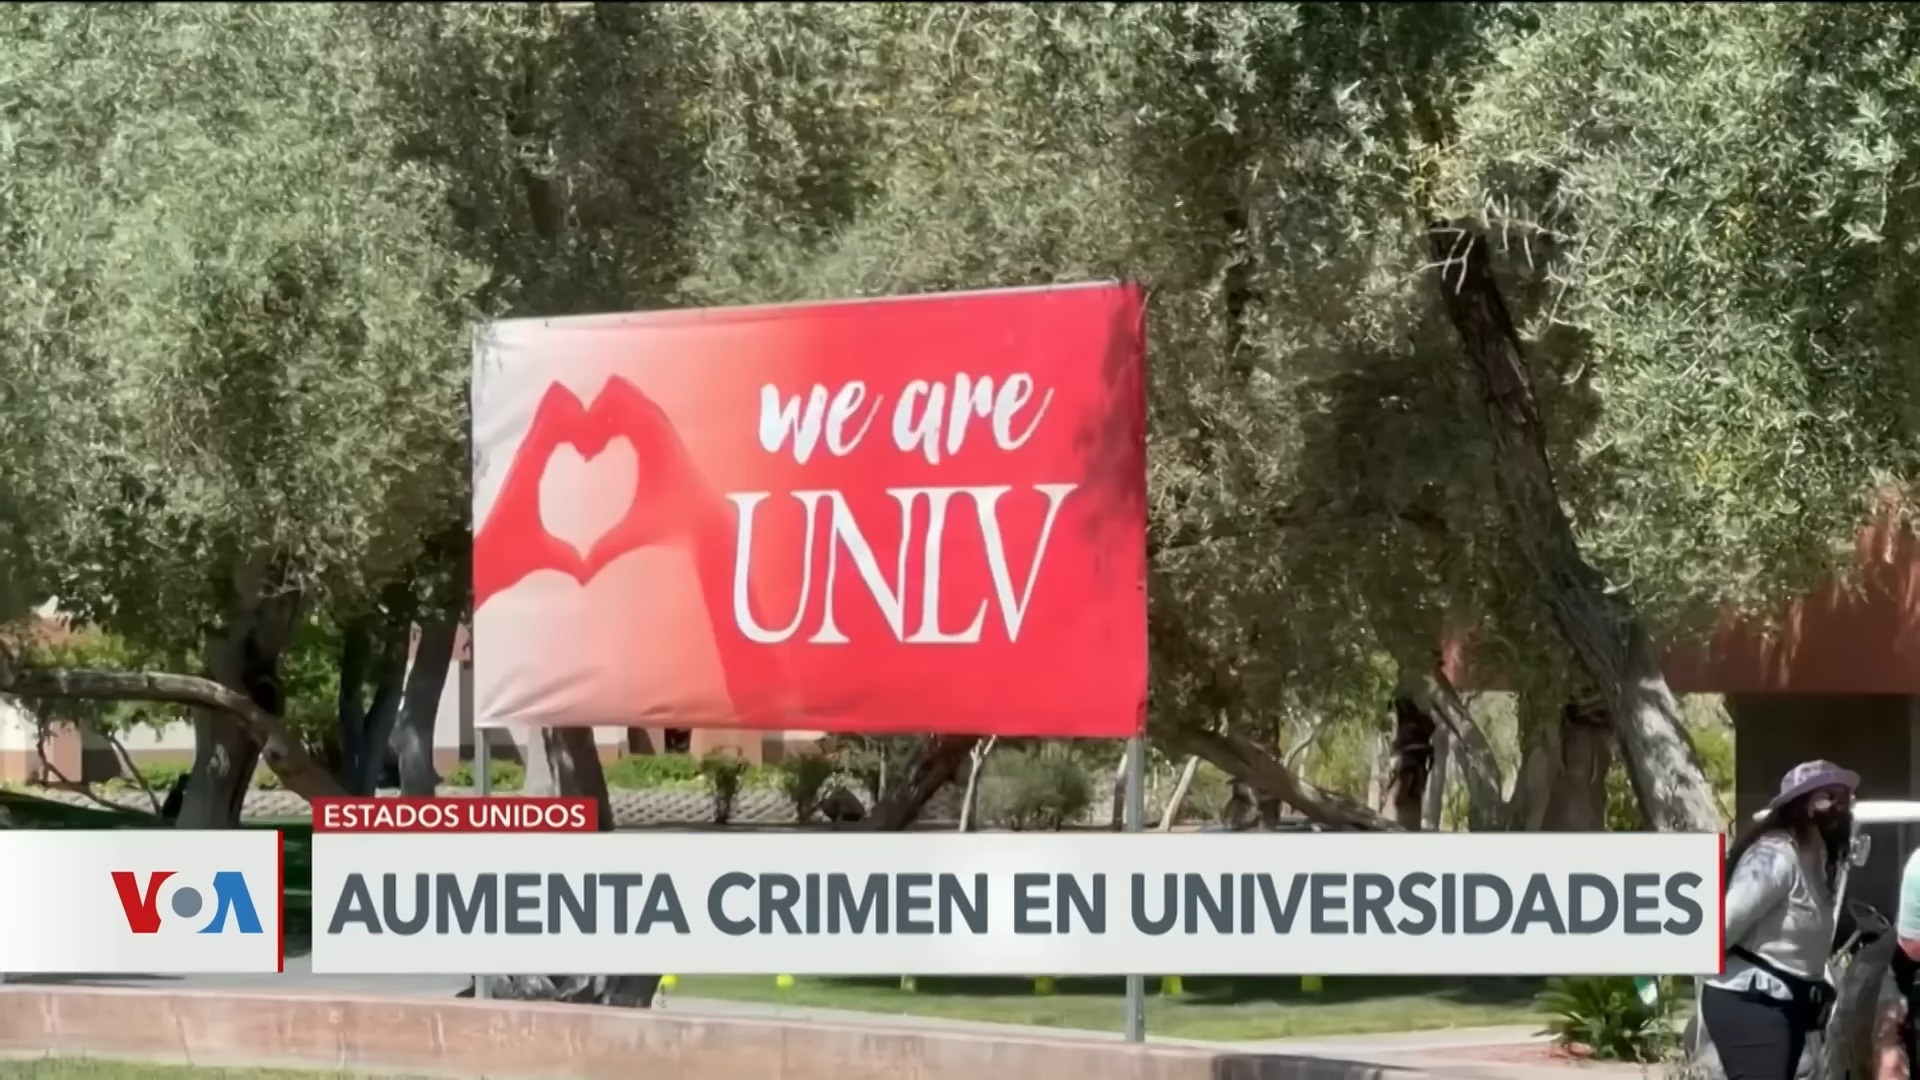 we are
UNLV
ESTADOS UNIDOS
VOA
AUMENTA CRIMEN EN UNIVERSIDADES